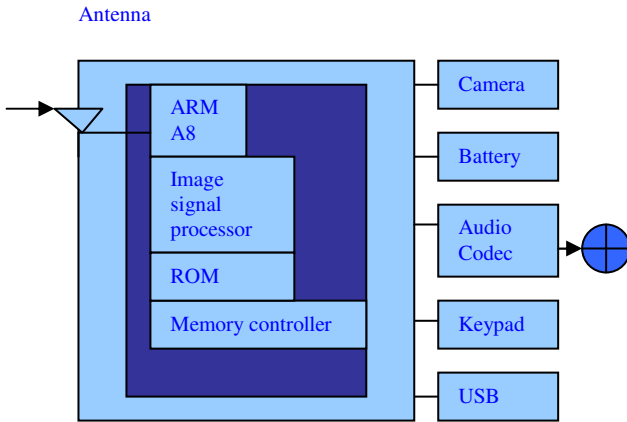 Antenna
ARM
A8
Image
signal
processor
ROM
Memory controller
Camera
Battery
Audio
Codec
Keypad
USB